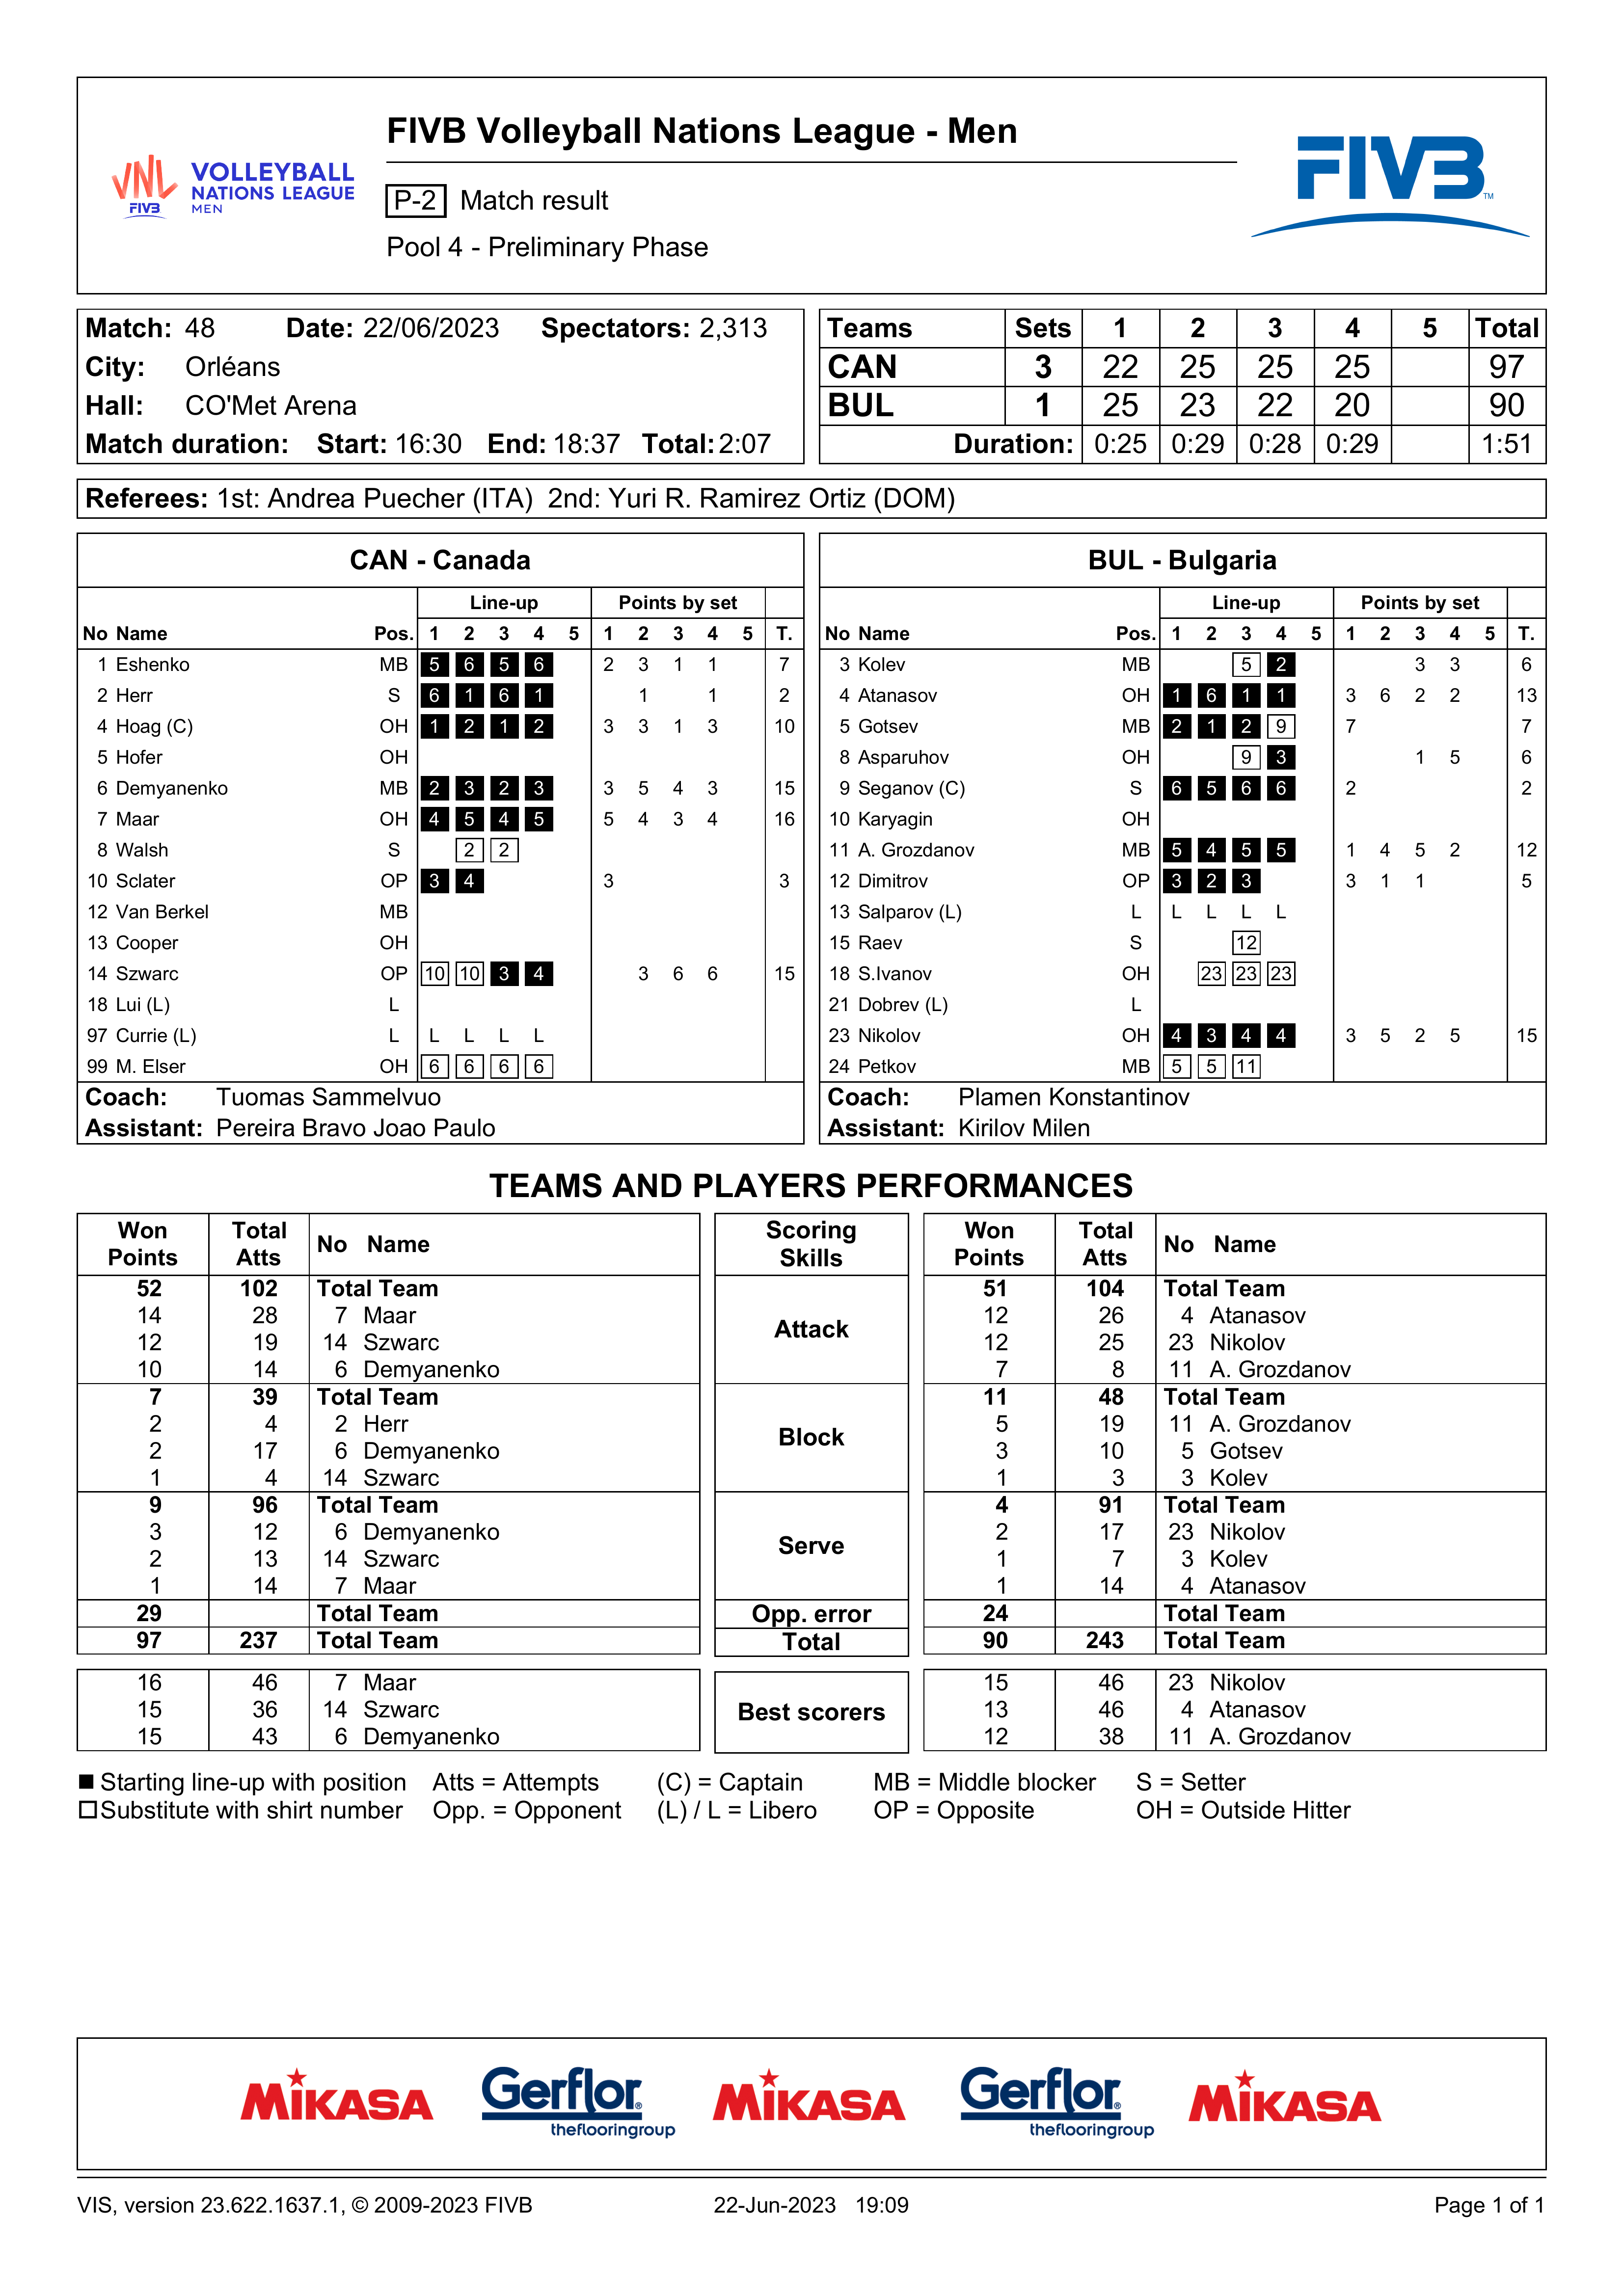 FIVB Volleyball Nations League - Men
VNL FIVB VOLLEYBALL NATIONS LEAGUE MEN
P-2 Match result
FIVB TM
Pool 4 - Preliminary Phase
Match: 48 Date: 22/06/2023 Spectators: 2,313
City: Orléans
Hall: CO'Met Arena
Match duration: Start: 16:30 End: 18:37 Total: 2:07
Teams Sets 1 2 3 4 5 Total
CAN 3 22 25 25 25 97
BUL 1 25 23 22 20 90
Duration: 0:25 0:29 0:28 0:29 1:51
Referees: 1st: Andrea Puecher (ITA) 2nd: Yuri R. Ramirez Ortiz (DOM)
CAN - Canada
Line-up Points by set
No Name Pos. 1 2 3 4 5 1 2 3 4 5 T.
1 Eshenko MB 5 6 5 6 2 3 1 1 7
2 Herr S 6 1 6 1 1 1 2
4 Hoag (C) OH 1 2 1 2 3 3 1 3 10
5 Hofer OH
6 Demyanenko MB 2 3 2 3 3 5 4 3 15
7 Maar OH 4 5 4 5 5 4 3 4 16
8 Walsh S 2 2
10 Sclater OP 3 4 3 3
12 Van Berkel MB
13 Cooper OH
14 Szwarc OP 10 10 3 4 3 6 6 15
18 Lui (L) L
97 Currie (L) L L L L L
99 M. Elser OH 6 6 6 6
Coach: Tuomas Sammelvuo
Assistant: Pereira Bravo Joao Paulo
BUL - Bulgaria
Line-up Points by set
No Name Pos. 1 2 3 4 5 1 2 3 4 5 T.
3 Kolev MB 5 2 3 3 6
4 Atanasov OH 1 6 1 1 3 6 2 2 13
5 Gotsev MB 2 1 2 9 7 7
8 Asparuhov OH 9 3 1 5 6
9 Seganov (C) S 6 5 6 6 2 2
10 Karyagin OH
11 A. Grozdanov MB 5 4 5 5 1 4 5 2 12
12 Dimitrov OP 3 2 3 3 1 1 5
13 Salparov (L) L L L L L
15 Raev S 12
18 S.Ivanov OH 23 23 23
21 Dobrev (L) L
23 Nikolov OH 4 3 4 4 3 5 2 5 15
24 Petkov MB 5 5 11
Coach: Plamen Konstantinov
Assistant: Kirilov Milen
TEAMS AND PLAYERS PERFORMANCES
Won Points Total Atts No Name Scoring Skills Won Points Total Atts No Name
52 102 Total Team Attack 51 104 Total Team
14 28 7 Maar 12 26 4 Atanasov
12 19 14 Szwarc 12 25 23 Nikolov
10 14 6 Demyanenko 7 8 11 A. Grozdanov
7 39 Total Team Block 11 48 Total Team
2 4 2 Herr 5 19 11 A. Grozdanov
2 17 6 Demyanenko 3 10 5 Gotsev
1 4 14 Szwarc 1 3 3 Kolev
9 96 Total Team Serve 4 91 Total Team
3 12 6 Demyanenko 2 17 23 Nikolov
2 13 14 Szwarc 1 7 3 Kolev
1 14 7 Maar 1 14 4 Atanasov
29 Total Team Opp. error 24 Total Team
97 237 Total Team Total 90 243 Total Team
16 46 7 Maar Best scorers 15 46 23 Nikolov
15 36 14 Szwarc 13 46 4 Atanasov
15 43 6 Demyanenko 12 38 11 A. Grozdanov
Starting line-up with position Atts = Attempts (C) = Captain MB = Middle blocker S = Setter
Substitute with shirt number Opp. = Opponent (L) / L = Libero OP = Opposite OH = Outside Hitter
MIKASA Gerflor® theflooringgroup MIKASA Gerflor® theflooringgroup MIKASA
VIS, version 23.622.1637.1, © 2009-2023 FIVB 22-Jun-2023 19:09 Page 1 of 1